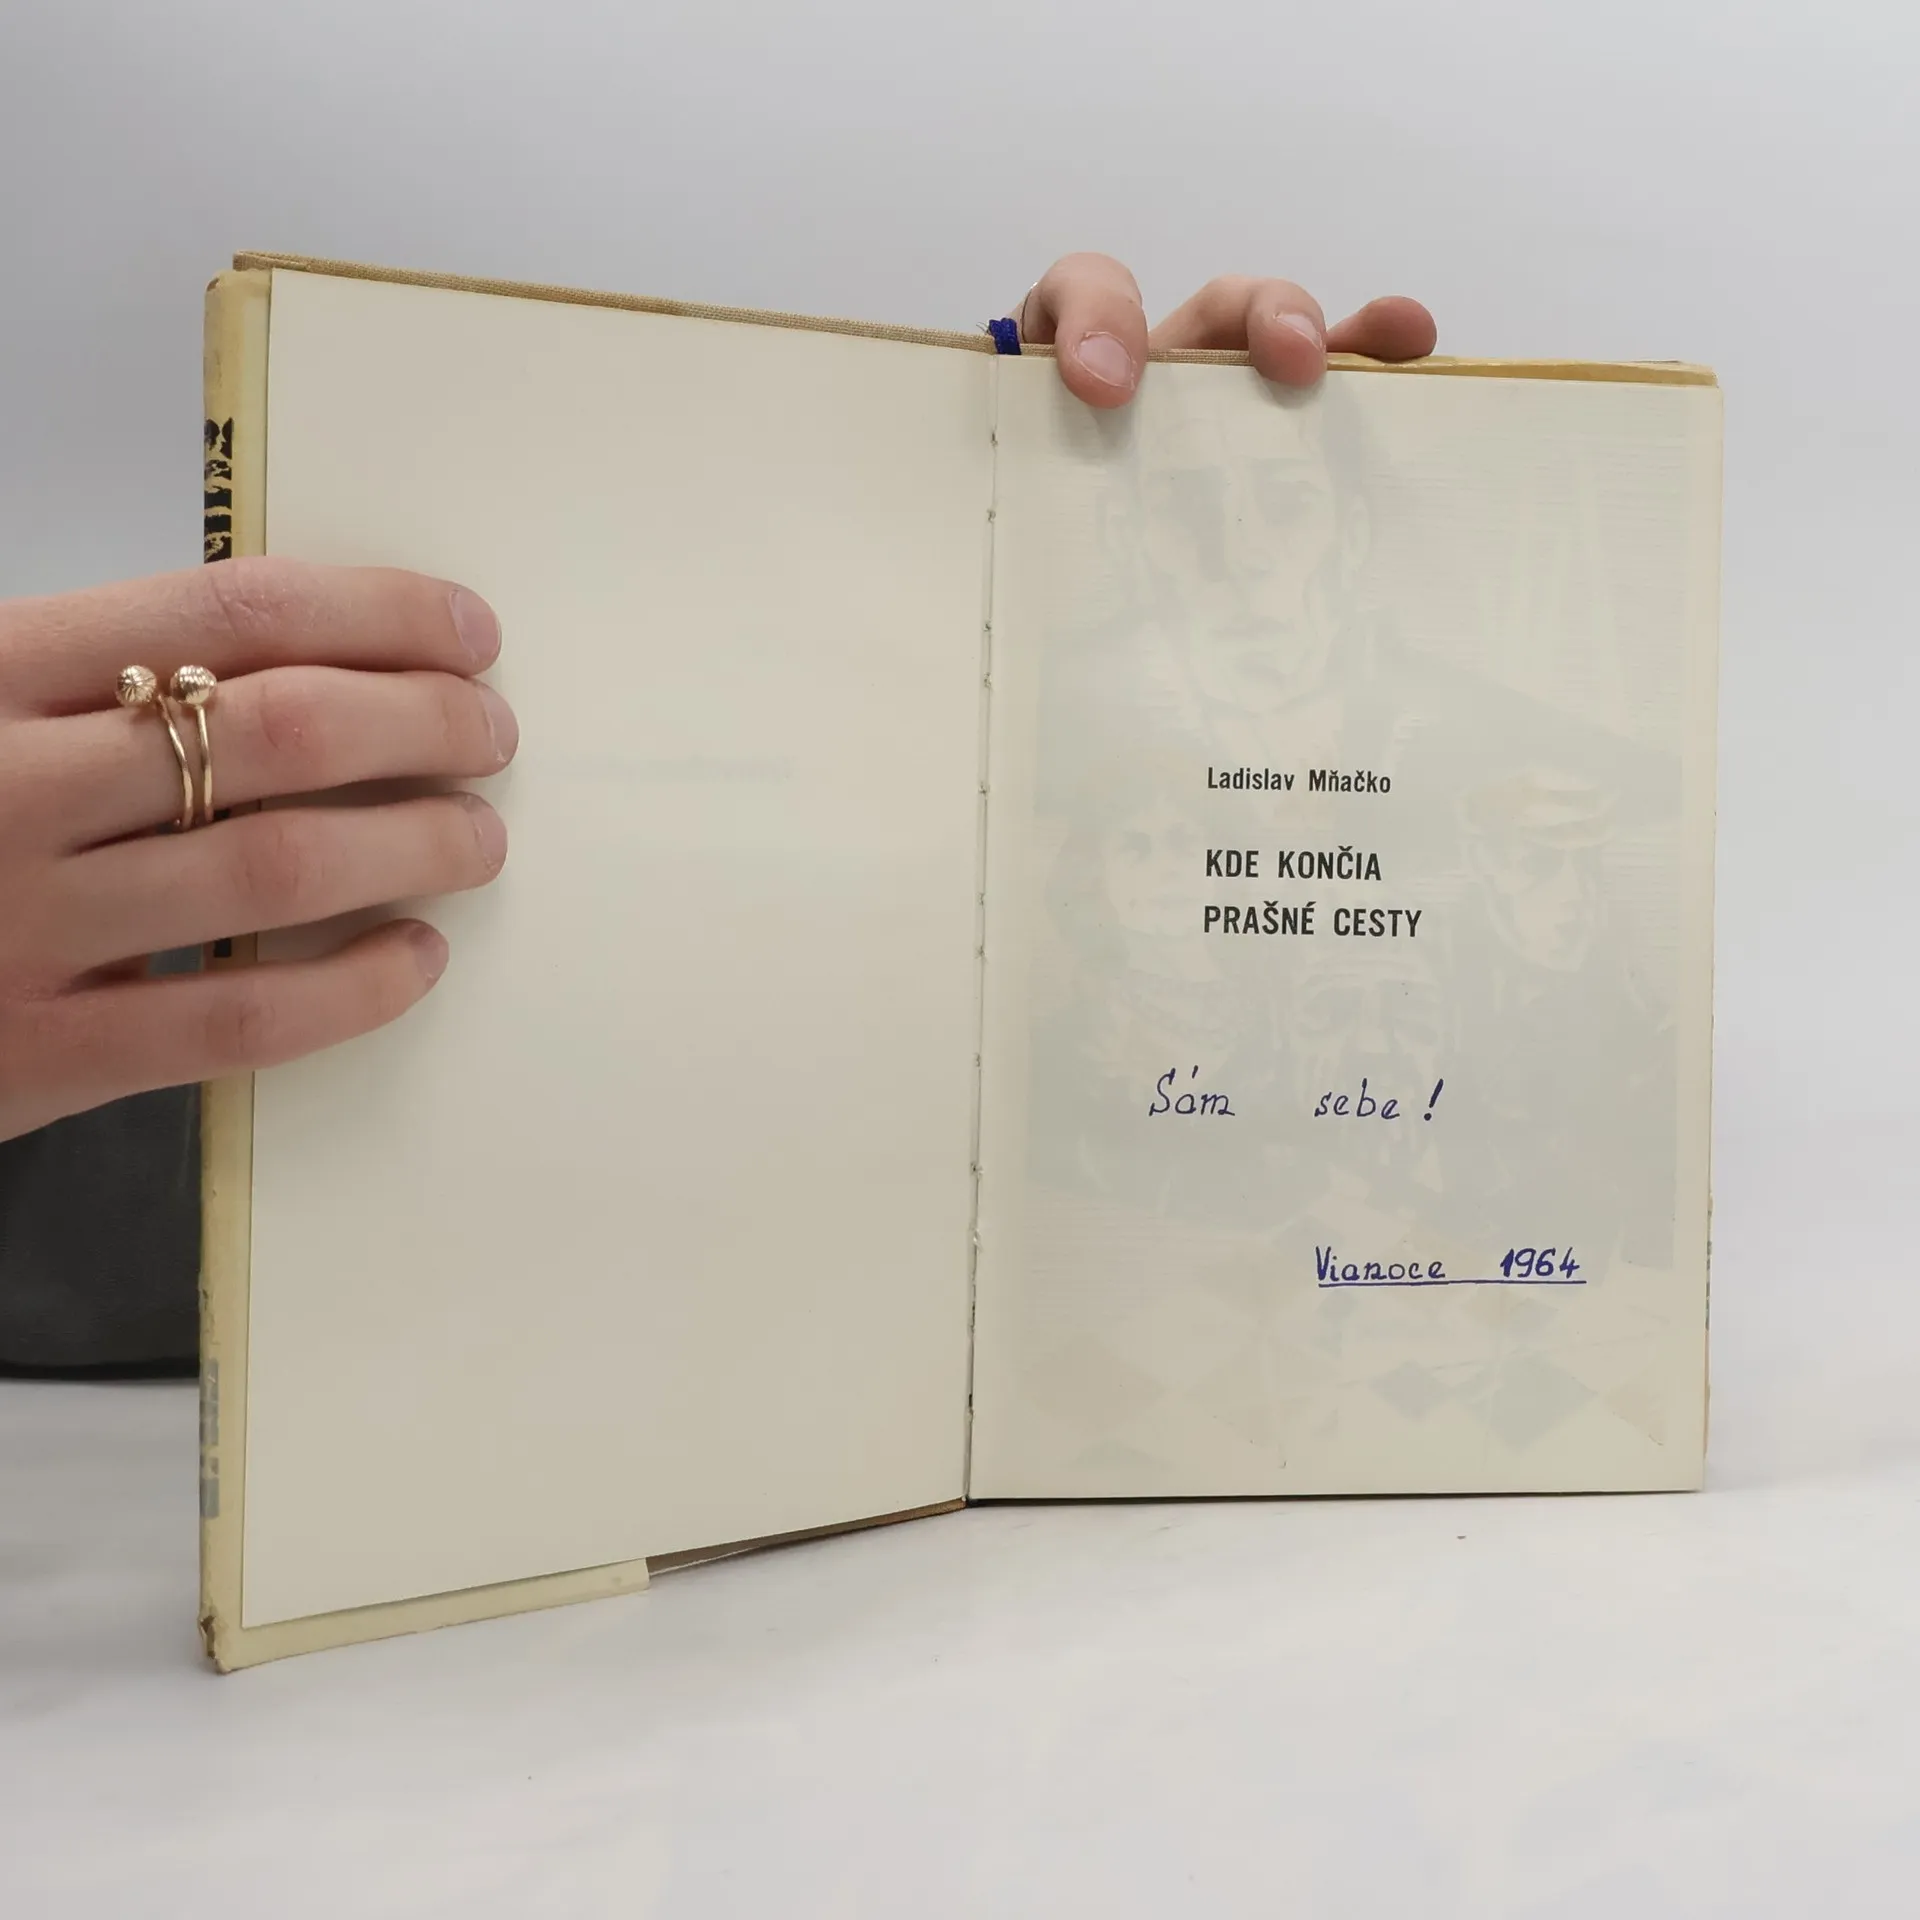 Ladislav Mňačko
KDE KONČIA
PRAŠNÉ CESTY
Sám sebe!
Vianoce 1964